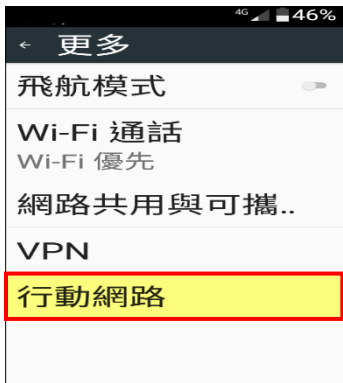 4G 46%
← 更多
飛航模式
Wi-Fi 通話
Wi-Fi 優先
網路共用與可攜..
VPN
行動網路